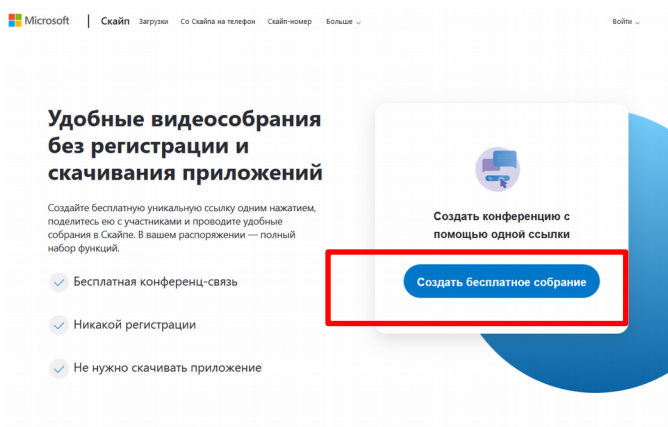 Microsoft | Скайп Загрузки Со Скайпа на телефон Скайп-номер Больше Войти
Удобные видеособрания
без регистрации и
скачивания приложений
Создайте бесплатную уникальную ссылку одним нажатием,
поделитесь ею с участниками и проводите удобные
собрания в Скайпе. В вашем распоряжении — полный
набор функций.
Бесплатная конференц-связь
Никакой регистрации
Не нужно скачивать приложение
Создать конференцию с
помощью одной ссылки
Создать бесплатное собрание